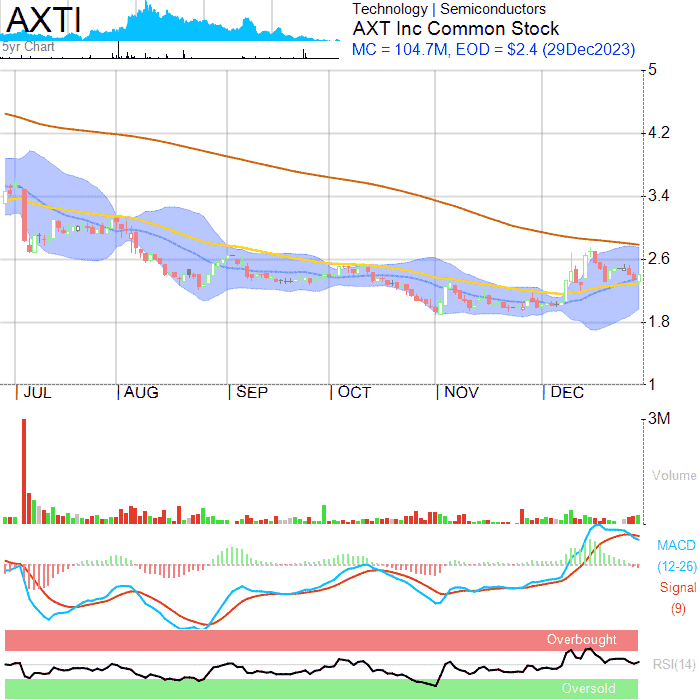 AXTI
5yr Chart
Technology | Semiconductors
AXT Inc Common Stock
MC = 104.7M, EOD = $2.4 (29Dec2023)
5
4.2
3.4
2.6
1.8
1
JUL
AUG
SEP
OCT
NOV
DEC
3M
Volume
MACD
(12-26)
Signal
(9)
Overbought
RSI(14)
Oversold